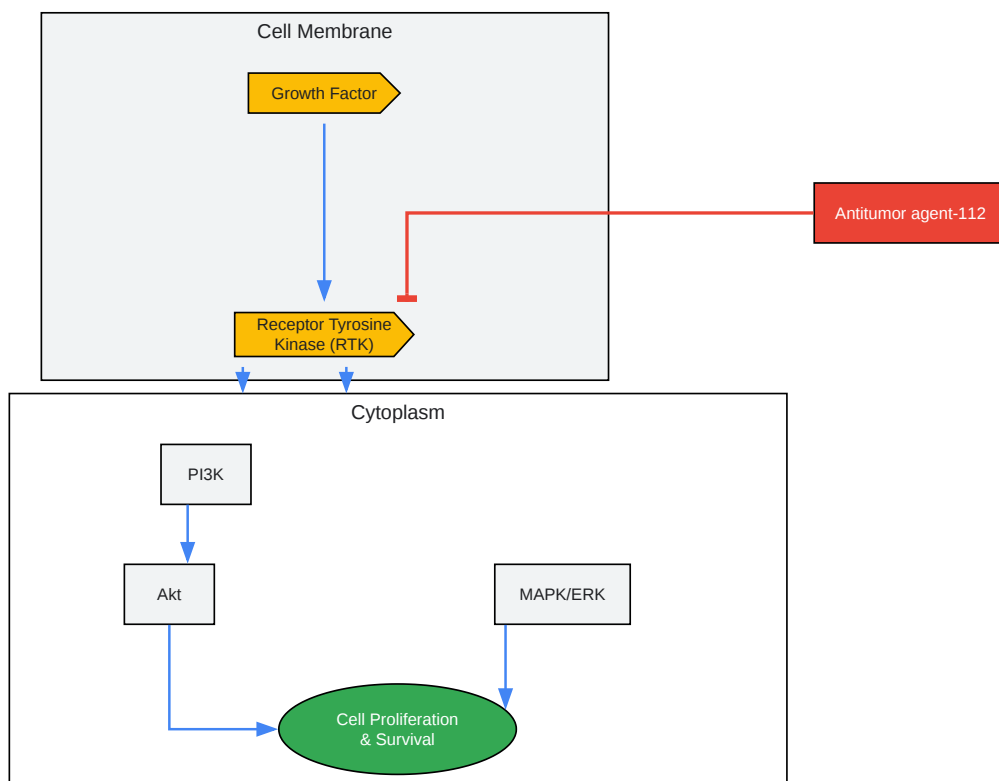 Cell Membrane
Growth Factor
Antitumor agent-112
Receptor Tyrosine
Kinase (RTK)
Cytoplasm
PI3K
Akt
MAPK/ERK
Cell Proliferation
& Survival